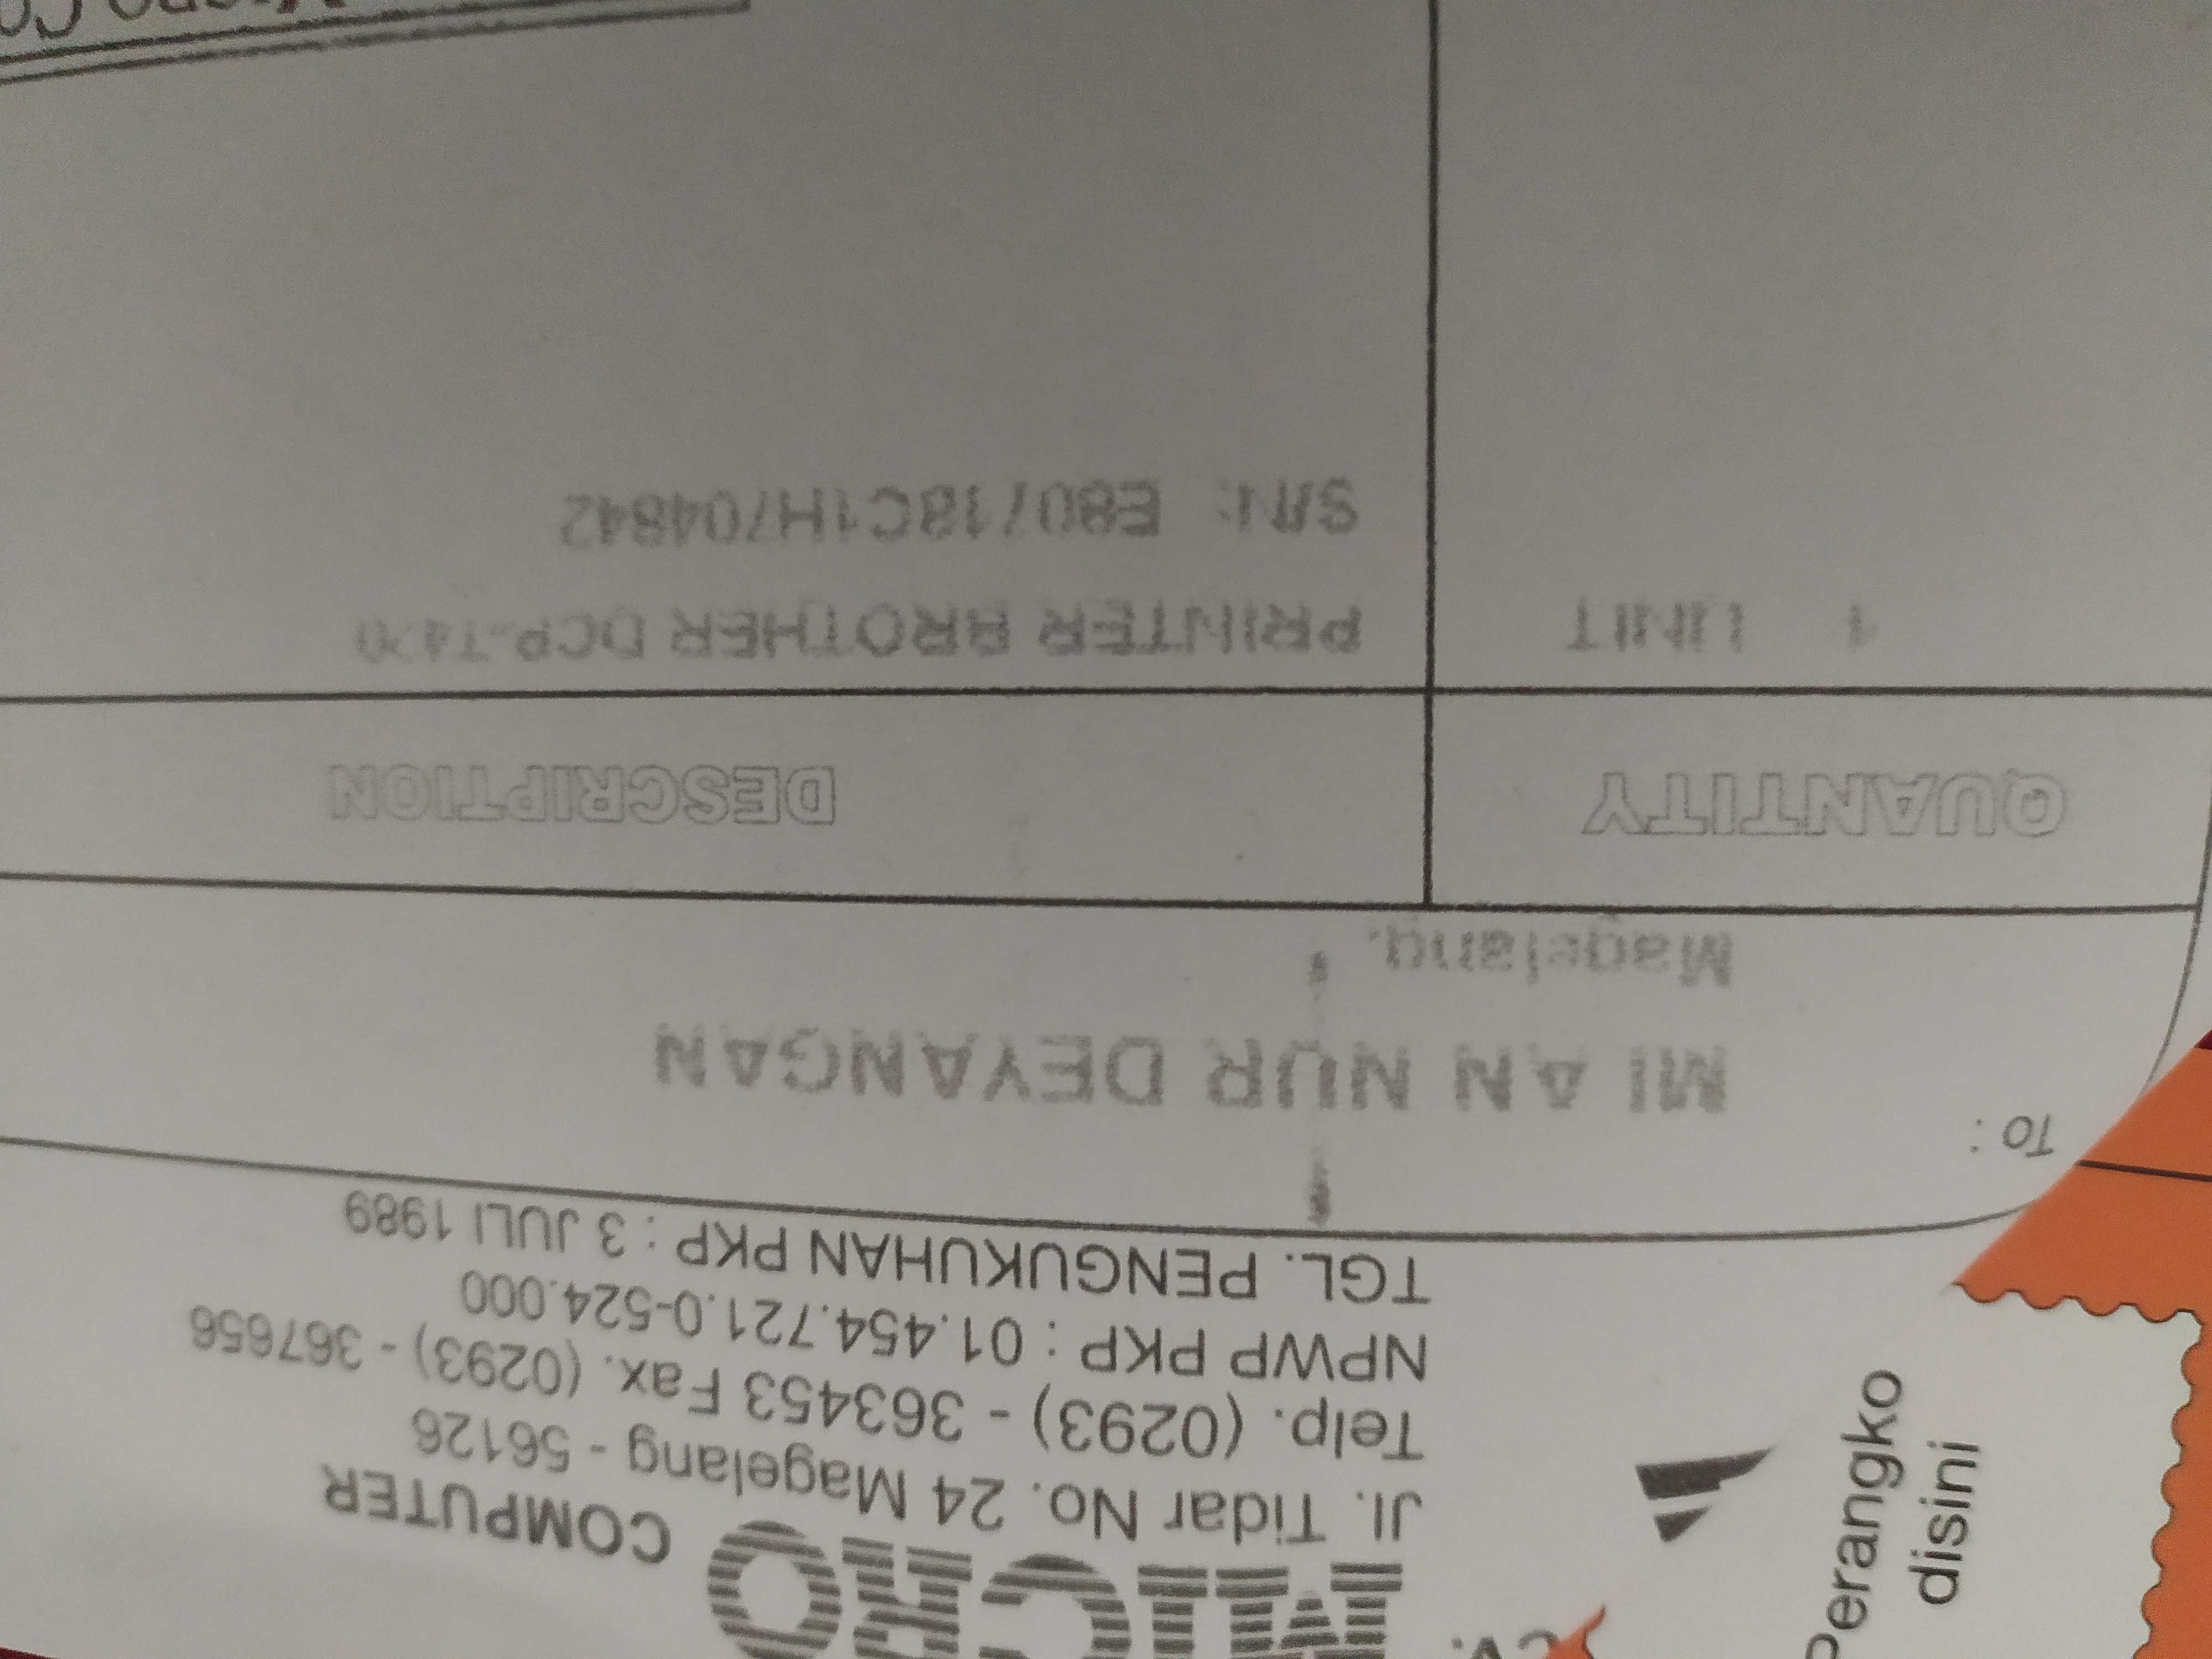 CV. MICRO COMPUTER
Jl. Tidar No. 24 Magelang - 56126
Telp. (0293) - 363453 Fax. (0293) - 367656
NPWP PKP : 01.454.721.0-524.000
TGL. PENGUKUHAN PKP : 3 JULI 1989
To :
MI AN NUR DEYANGAN
Magelang.
QUANTITY DESCRIPTION
1 UNIT PRINTER BROTHER DCP-T420
S/N: E80718C1H704842
Perangko
disini